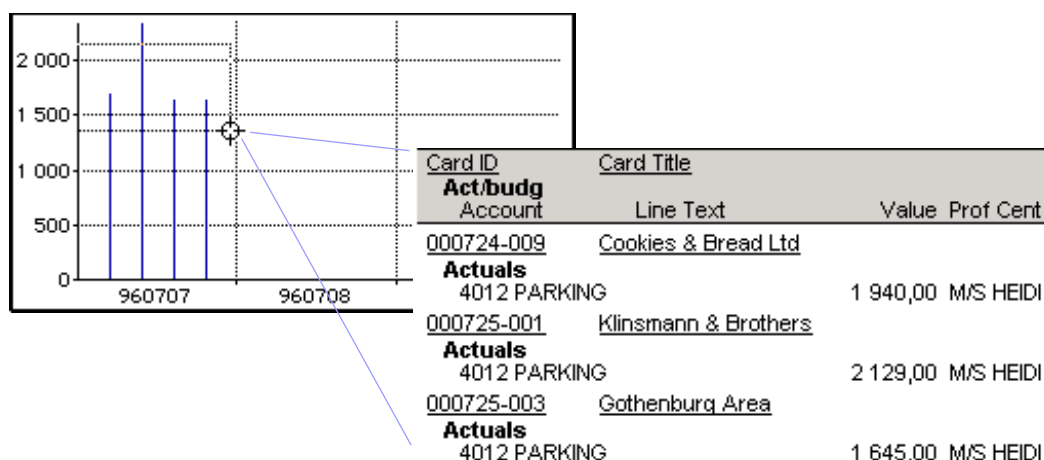 2 000
1 500
1 000
500
0
960707 960708
Card ID Card Title
Act/budg
Account Line Text Value Prof Cent
000724-009 Cookies & Bread Ltd
Actuals
4012 PARKING 1 940,00 M/S HEIDI
000725-001 Klinsmann & Brothers
Actuals
4012 PARKING 2 129,00 M/S HEIDI
000725-003 Gothenburg Area
Actuals
4012 PARKING 1 645,00 M/S HEIDI